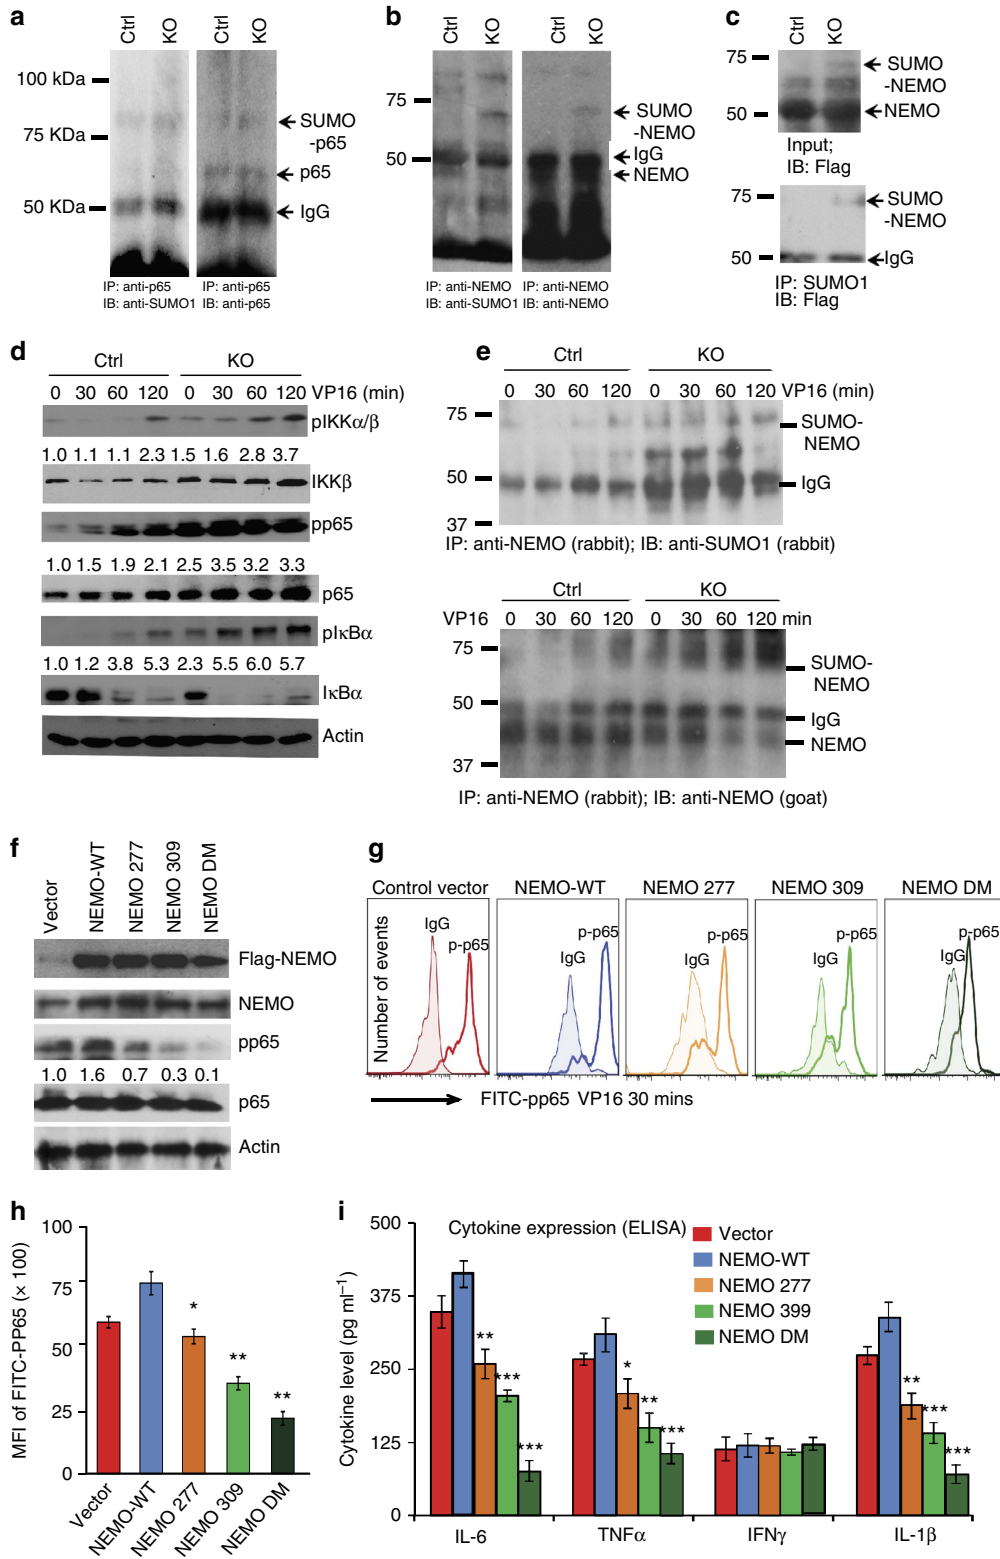 a
Ctrl KO Ctrl KO
100 kDa
75 KDa
50 KDa
SUMO
-p65
p65
IgG
IP: anti-p65 IP: anti-p65
IB: anti-SUMO1 IB: anti-p65
b
Ctrl KO Ctrl KO
75
50
SUMO
-NEMO
IgG
NEMO
IP: anti-NEMO IP: anti-NEMO
IB: anti-SUMO1 IB: anti-NEMO
c
Ctrl KO
75
50
SUMO
-NEMO
NEMO
Input;
IB: Flag
75
50
SUMO
-NEMO
IgG
IP: SUMO1
IB: Flag
d
Ctrl KO
0 30 60 120 0 30 60 120 VP16 (min)
pIKKα/β
1.0 1.1 1.1 2.3 1.5 1.6 2.8 3.7
IKKβ
pp65
1.0 1.5 1.9 2.1 2.5 3.5 3.2 3.3
p65
pIκBα
1.0 1.2 3.8 5.3 2.3 5.5 6.0 5.7
IκBα
Actin
e
Ctrl KO
0 30 60 120 0 30 60 120 VP16 (min)
75
50
37
SUMO-
NEMO
IgG
IP: anti-NEMO (rabbit); IB: anti-SUMO1 (rabbit)
Ctrl KO
VP16 0 30 60 120 0 30 60 120 min
75
50
37
SUMO-
NEMO
IgG
NEMO
IP: anti-NEMO (rabbit); IB: anti-NEMO (goat)
f
Vector NEMO-WT NEMO 277 NEMO 309 NEMO DM
Flag-NEMO
NEMO
pp65
1.0 1.6 0.7 0.3 0.1
p65
Actin
g
Control vector NEMO-WT NEMO 277 NEMO 309 NEMO DM
Number of events
IgG p-p65
IgG p-p65
IgG p-p65
IgG p-p65
IgG p-p65
FITC-pp65 VP16 30 mins
h
MFI of FITC-PP65 (× 100)
100
75
50
25
0
*
**
**
Vector NEMO-WT NEMO 277 NEMO 309 NEMO DM
i
Cytokine expression (ELISA)
Cytokine level (pg ml⁻¹)
500
375
250
125
0
Vector
NEMO-WT
NEMO 277
NEMO 399
NEMO DM
** *** ***
* ** ***
** *** ***
IL-6 TNFα IFNγ IL-1β